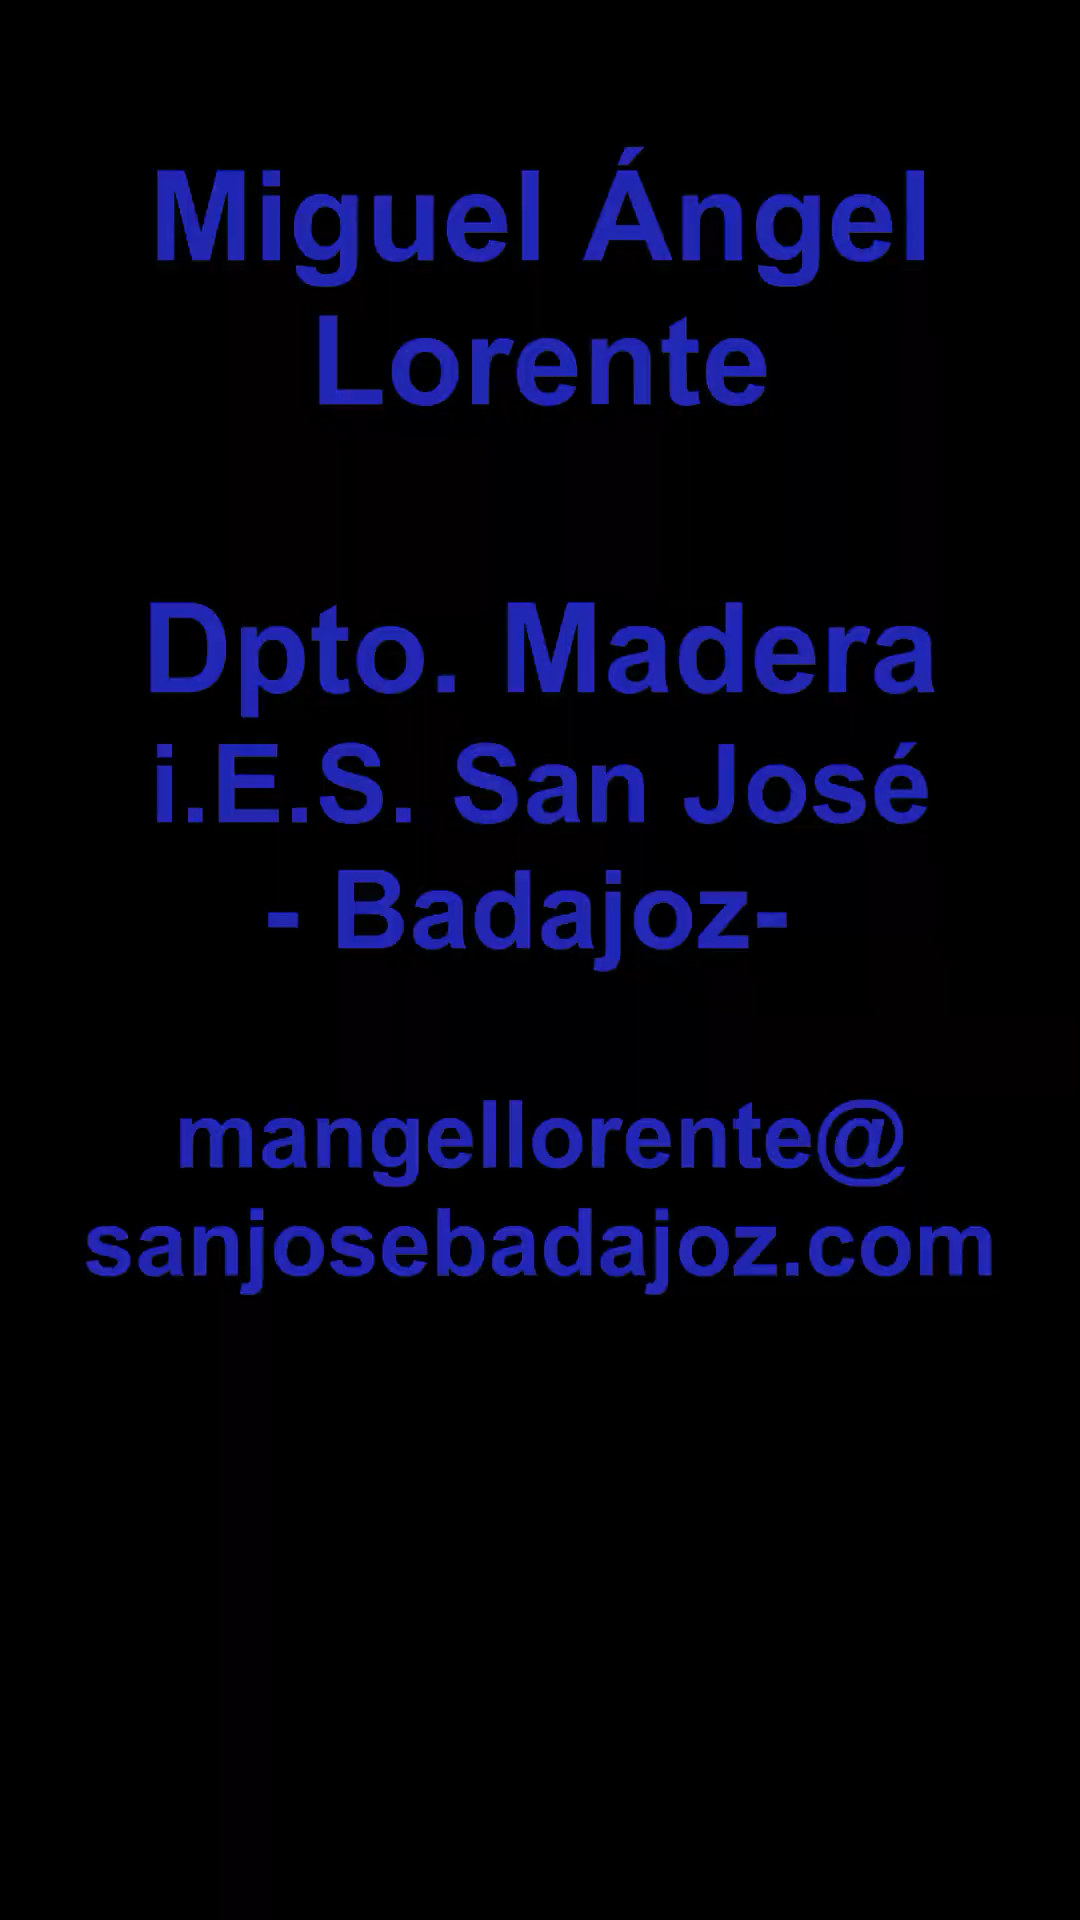 Miguel Ángel
Lorente
Dpto. Madera
i.E.S. San José
- Badajoz-
mangellorente@
sanjosebadajoz.com